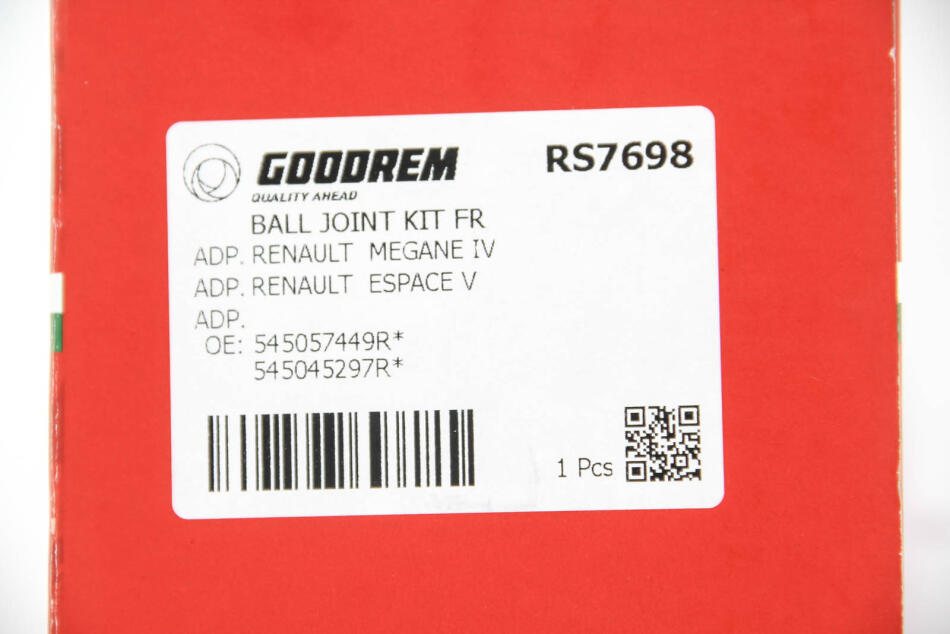 GOODREM
QUALITY AHEAD
RS7698
BALL JOINT KIT FR
ADP. RENAULT MEGANE IV
ADP. RENAULT ESPACE V
ADP.
OE: 545057449R*
545045297R*
1 Pcs